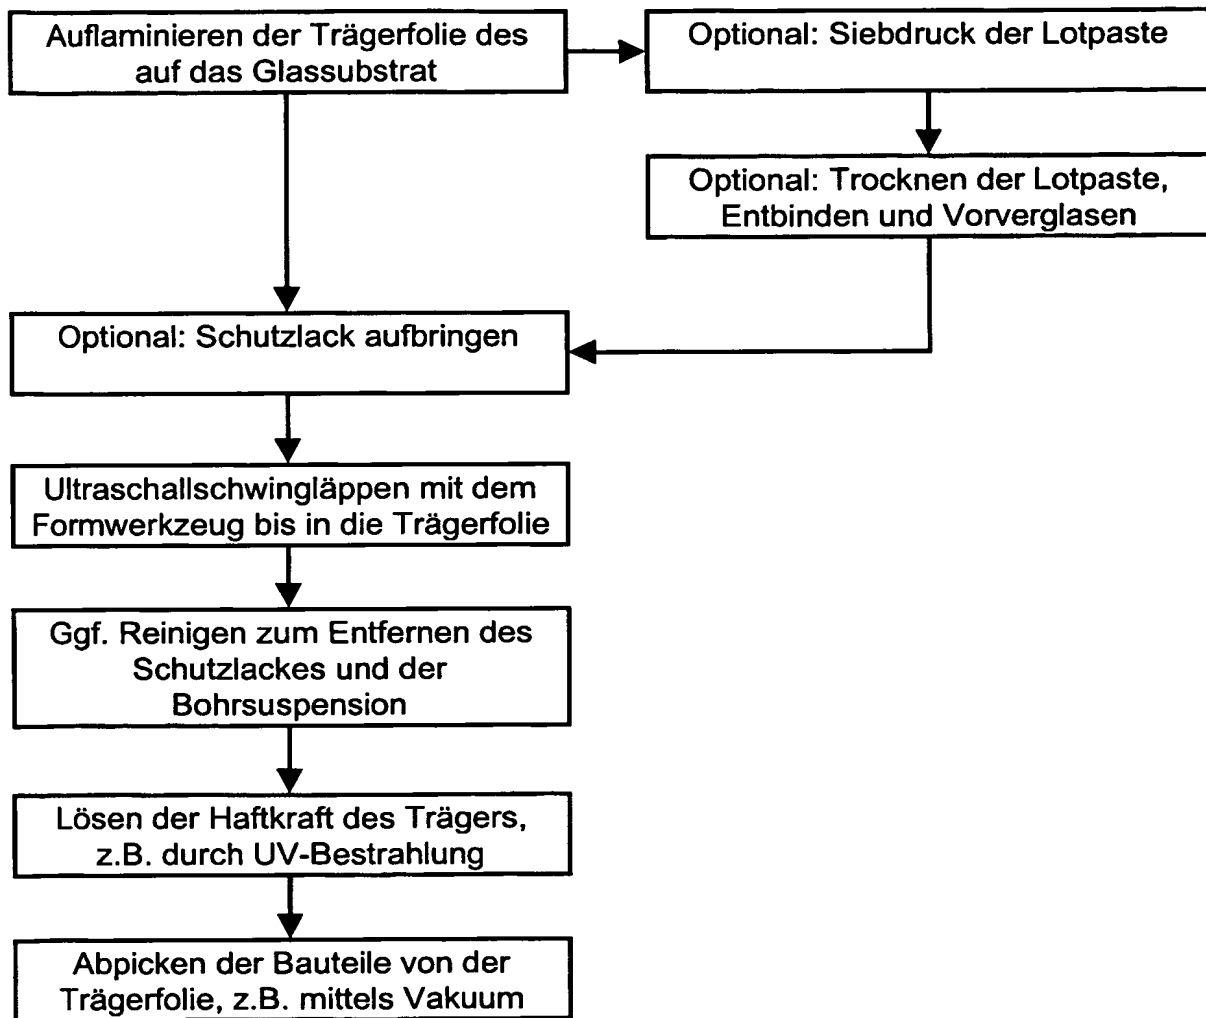 Auflaminieren der Trägerfolie des
auf das Glassubstrat
Optional: Siebdruck der Lotpaste
Optional: Trocknen der Lotpaste,
Entbinden und Vorverglasen
Optional: Schutzlack aufbringen
Ultraschallschwingläppen mit dem
Formwerkzeug bis in die Trägerfolie
Ggf. Reinigen zum Entfernen des
Schutzlackes und der
Bohrsuspension
Lösen der Haftkraft des Trägers,
z.B. durch UV-Bestrahlung
Abpicken der Bauteile von der
Trägerfolie, z.B. mittels Vakuum